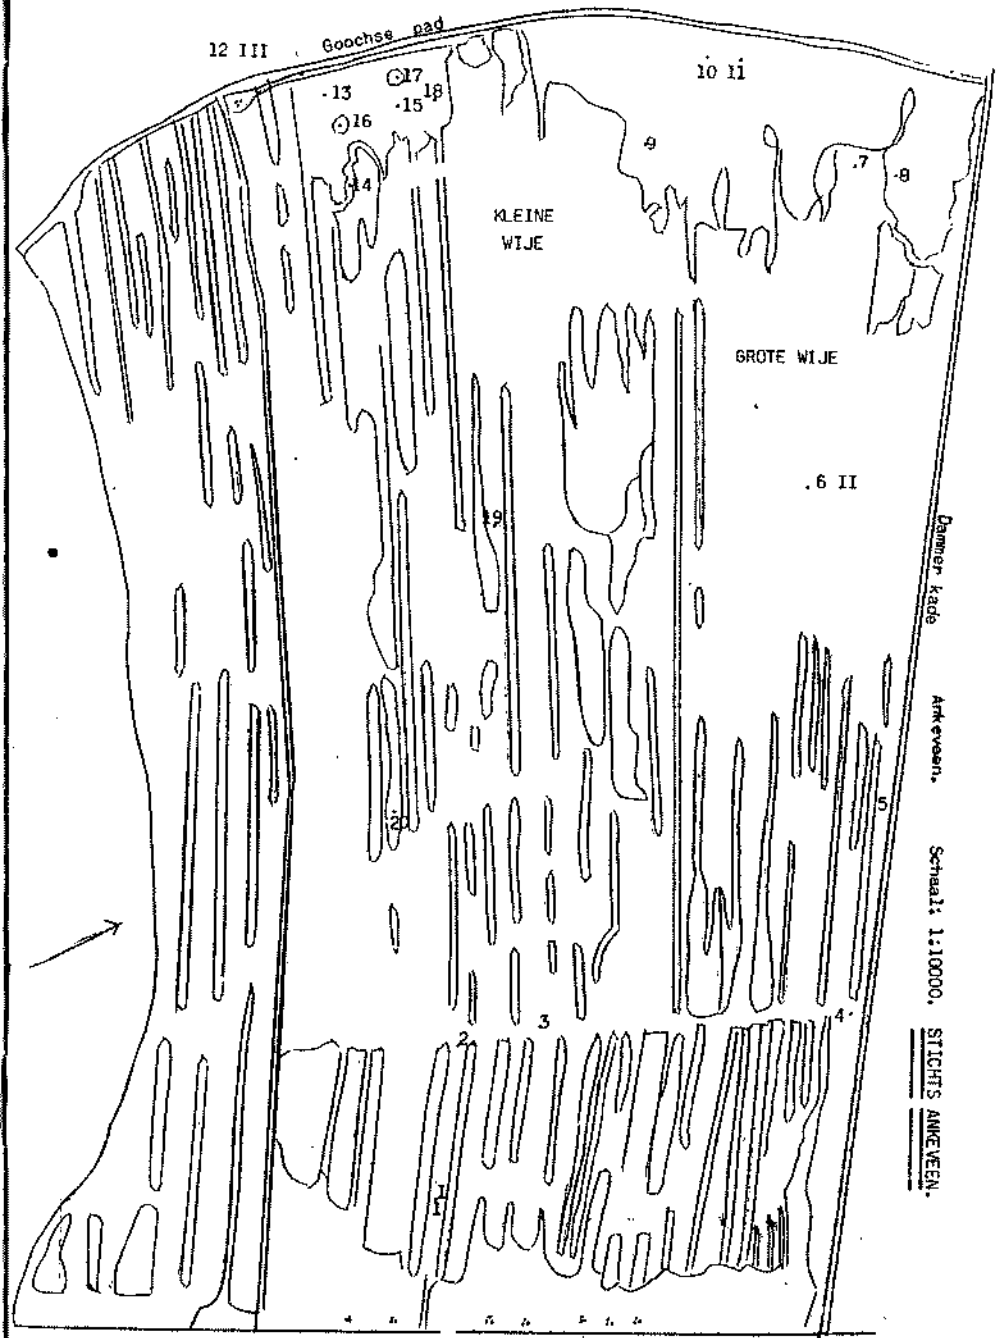 12 III
Goochse pad
10 II
17
13
18
15
16
9
7
8
14
KLEINE
WIJE
GROTE WIJE
6 II
19
Dammer kade
Ankeveen.
Schaal: 1:10000.
STICHTS ANKEVEEN.
5
20
4
3
2
1
I